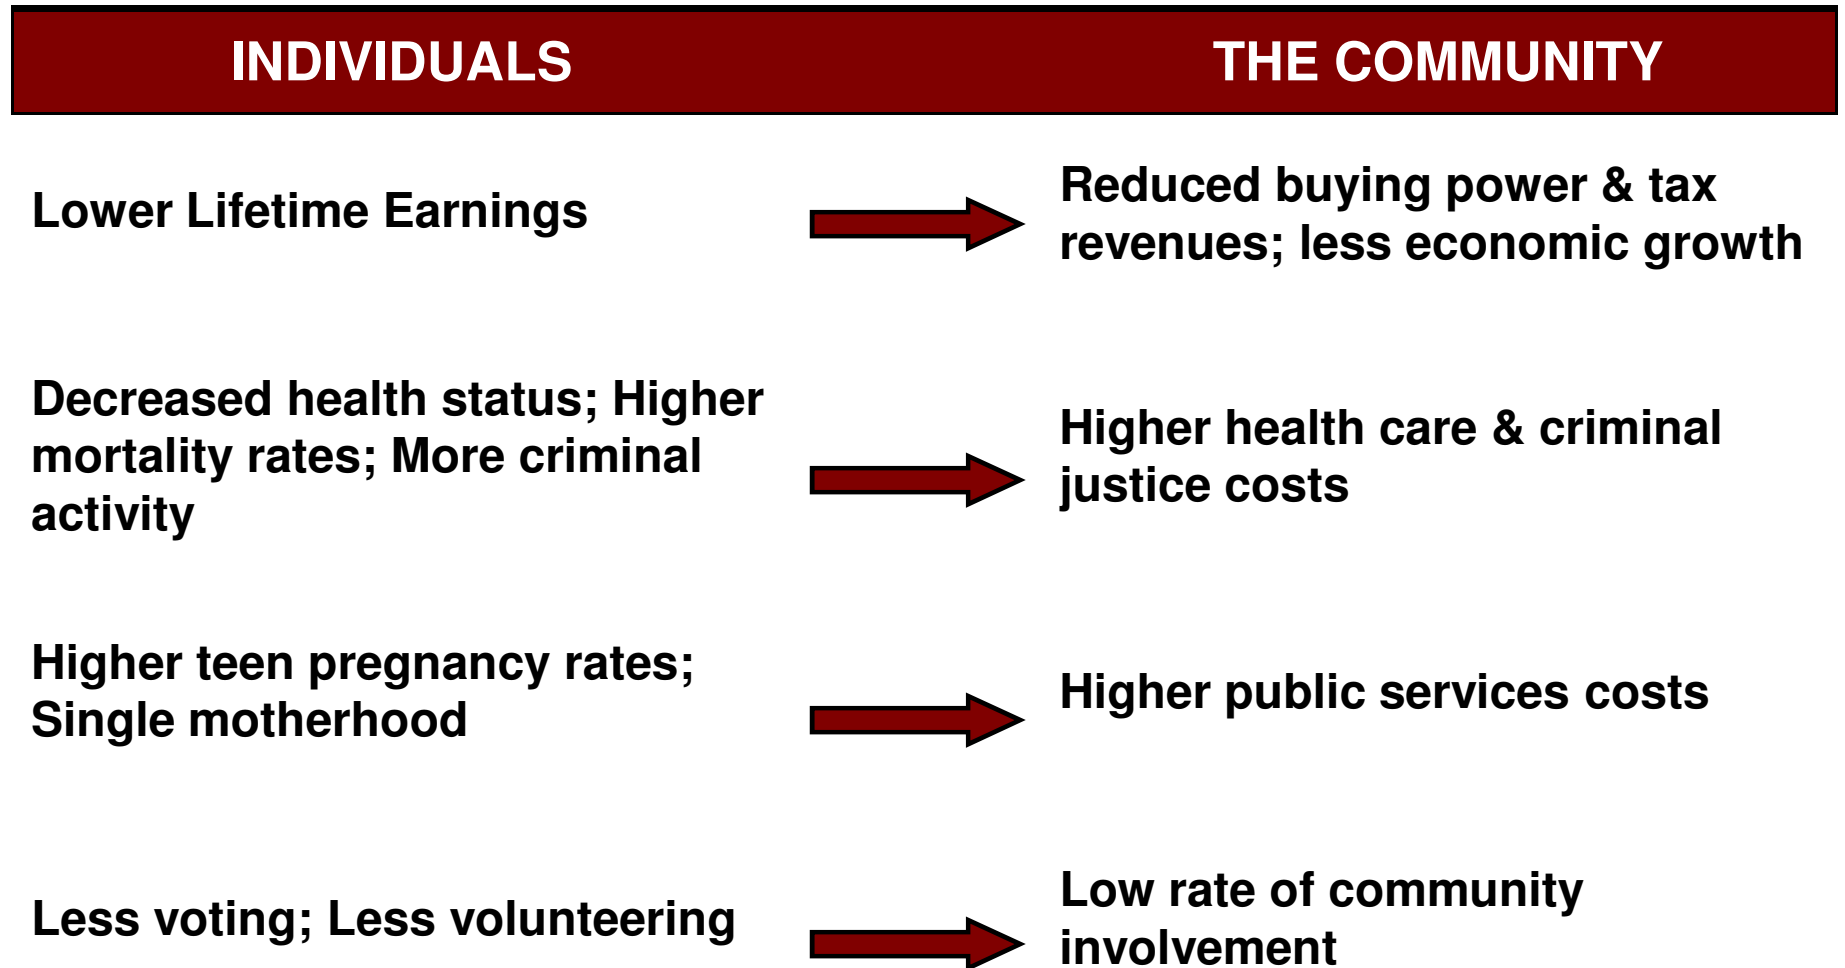 INDIVIDUALS
THE COMMUNITY
Lower Lifetime Earnings
Reduced buying power & tax
revenues; less economic growth
Decreased health status; Higher
mortality rates; More criminal
activity
Higher health care & criminal
justice costs
Higher teen pregnancy rates;
Single motherhood
Higher public services costs
Less voting; Less volunteering
Low rate of community
involvement